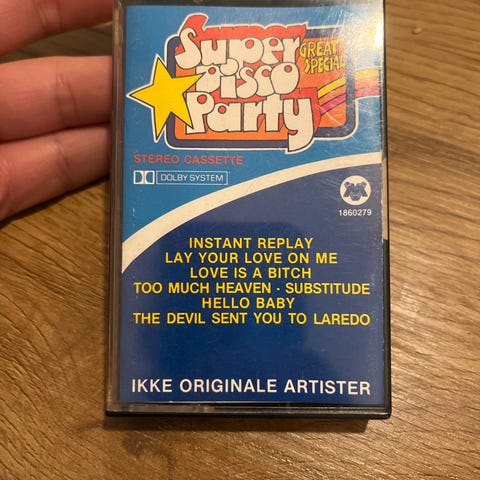 Super
Disco
Party
GREAT
SPECIAL
STEREO CASSETTE
DOLBY SYSTEM
1860279
INSTANT REPLAY
LAY YOUR LOVE ON ME
LOVE IS A BITCH
TOO MUCH HEAVEN · SUBSTITUDE
HELLO BABY
THE DEVIL SENT YOU TO LAREDO
IKKE ORIGINALE ARTISTER